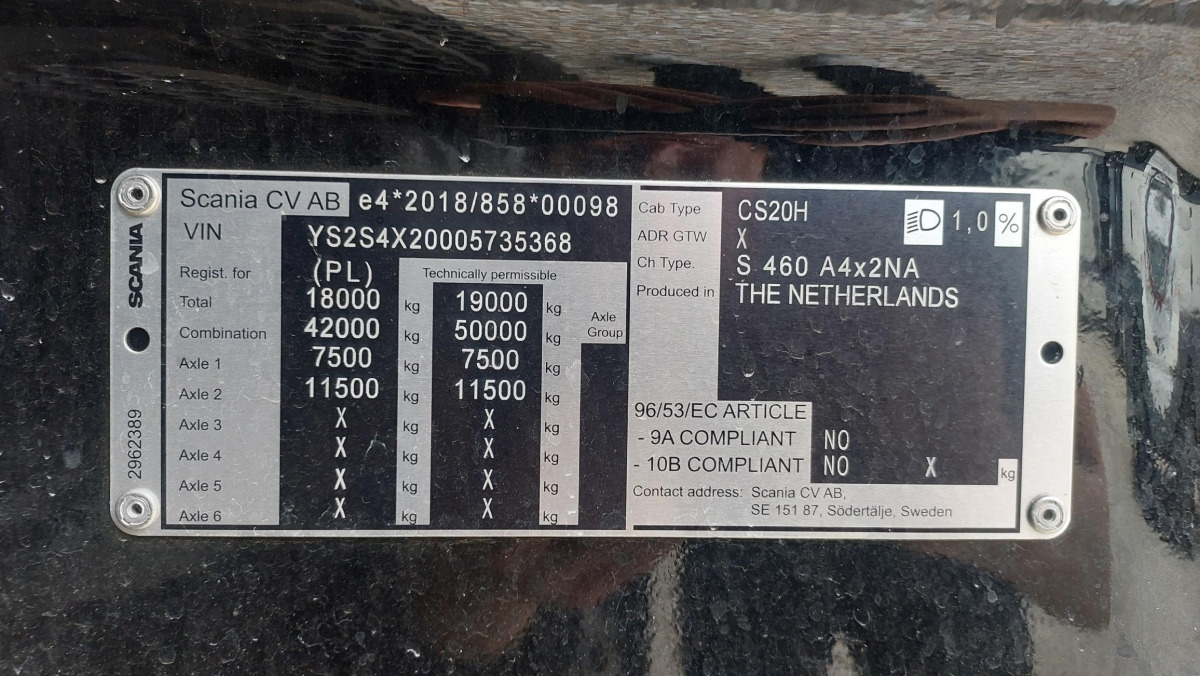 SCANIA
2962389
Scania CV AB e4*2018/858*00098
VIN YS2S4X20005735368
Regist. for (PL) Technically permissible
Total 18000 kg 19000 kg Axle Group
Combination 42000 kg 50000 kg
Axle 1 7500 kg 7500 kg
Axle 2 11500 kg 11500 kg
Axle 3 X kg X kg
Axle 4 X kg X kg
Axle 5 X kg X kg
Axle 6 X kg X kg
Cab Type CS20H 1,0 %
ADR GTW X
Ch Type. S 460 A4x2NA
Produced in THE NETHERLANDS
96/53/EC ARTICLE
- 9A COMPLIANT NO
- 10B COMPLIANT NO X kg
Contact address: Scania CV AB,
SE 151 87, Södertälje, Sweden